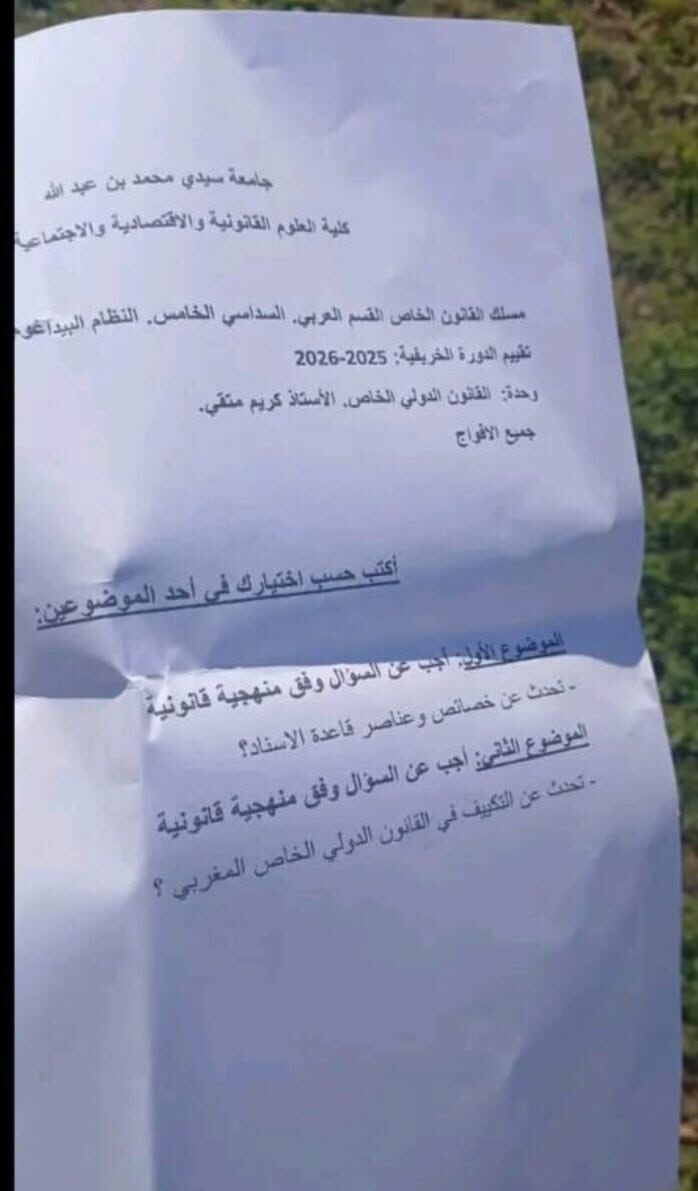 جامعة سيدي محمد بن عبد الله
كلية العلوم القانونية والاقتصادية والاجتماعية
مسلك القانون الخاص القسم العربي. السداسي الخامس. النظام
تقييم الدورة الخريفية: 2025-2026
وحدة: القانون الدولي الخاص. الأستاذ كريم متقي.
جميع الافواج
أكتب حسب اختيارك في أحد الموضوعين:
الموضوع الأول: أجب عن السؤال وفق منهجية قانونية
- تحدث عن خصائص وعناصر قاعدة الاسناد؟
الموضوع الثاني: أجب عن السؤال وفق منهجية قانونية
- تحدث عن التكييف في القانون الدولي الخاص المغربي ؟